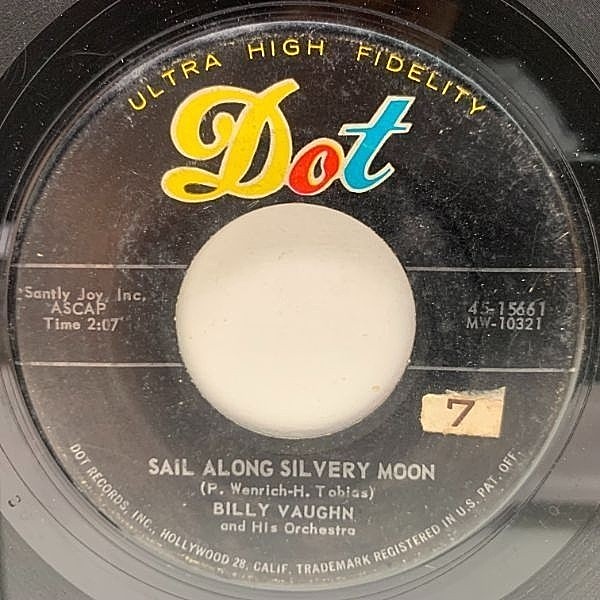 ULTRA HIGH FIDELITY
Dot
Santly Joy, Inc.
ASCAP
Time 2:07
45-15661
MW-10321
7
SAIL ALONG SILVERY MOON
(P. Wenrich-H. Tobias)
BILLY VAUGHN
and His Orchestra
DOT RECORDS, INC., HOLLYWOOD 28, CALIF. TRADEMARK REGISTERED IN U.S. PAT. OFF.